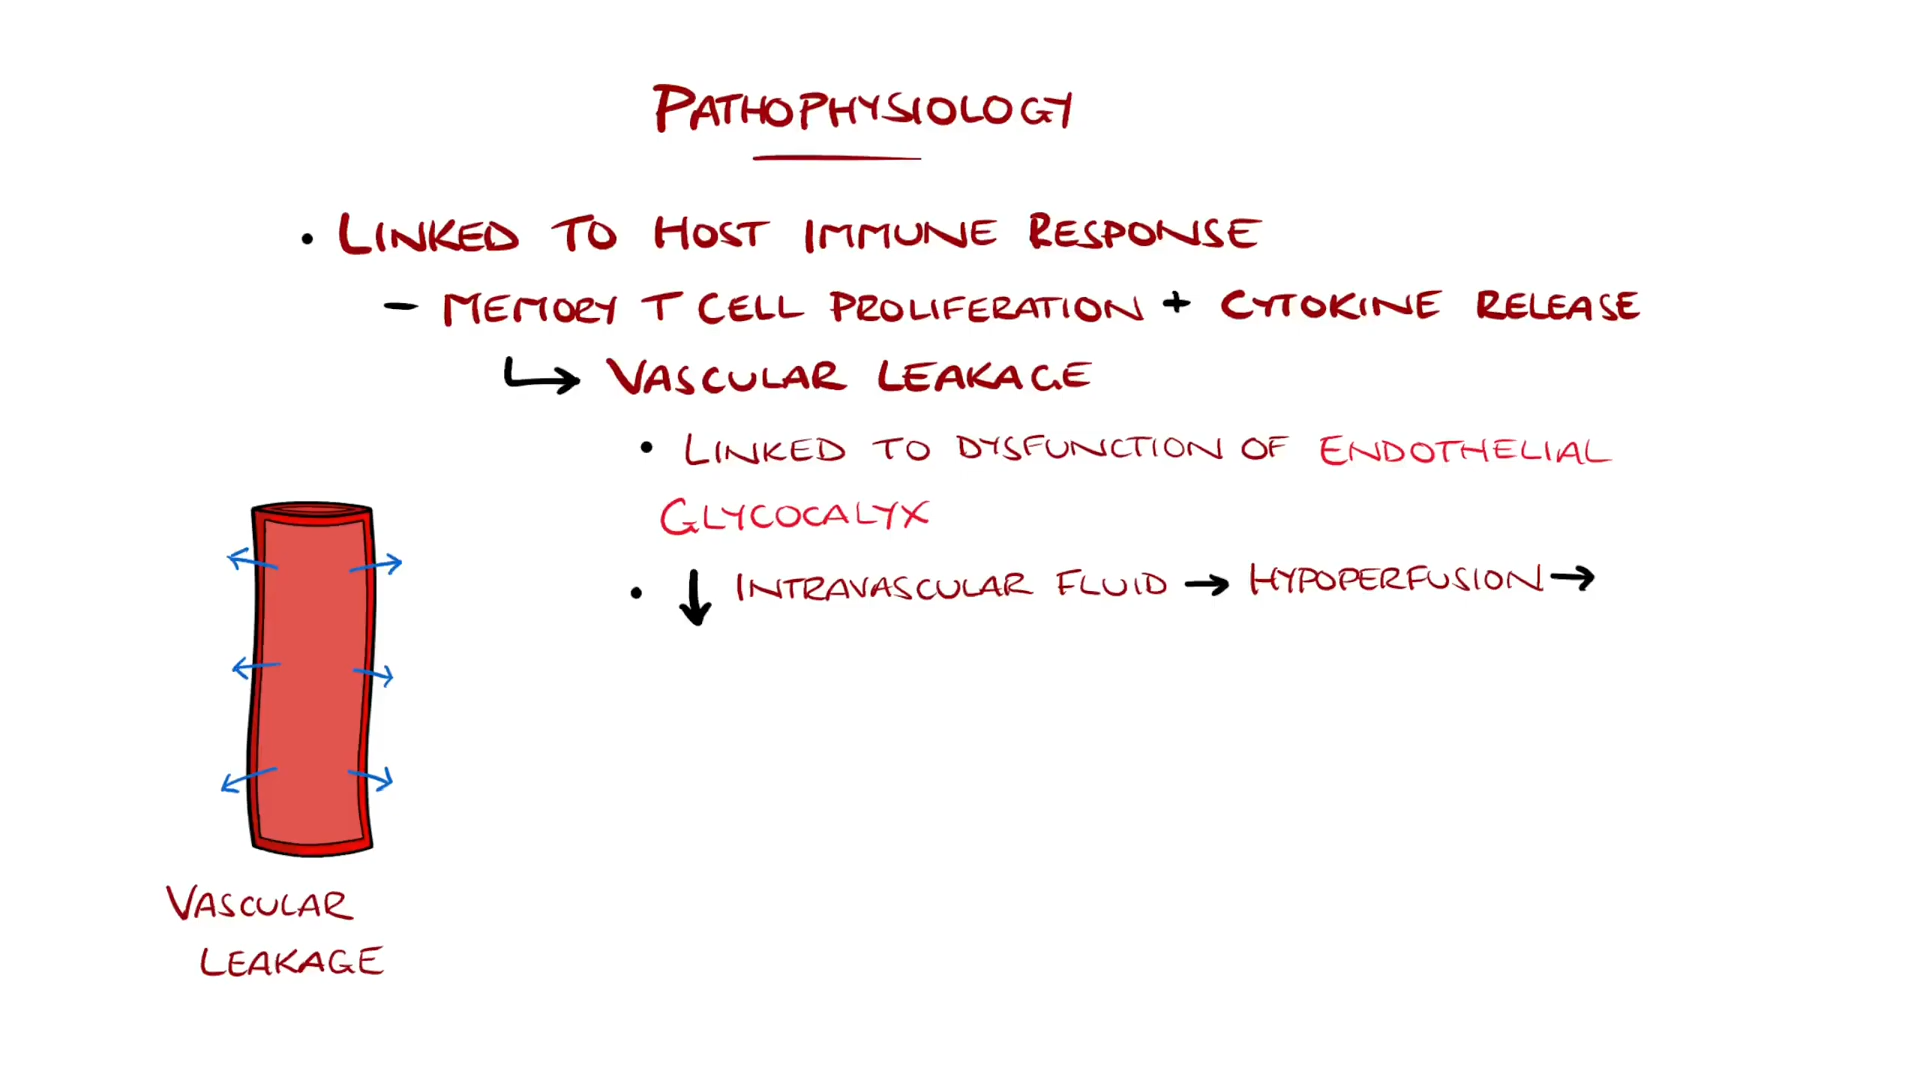 PATHOPHYSIOLOGY
• LINKED TO HOST IMMUNE RESPONSE
– MEMORY T CELL PROLIFERATION + CYTOKINE RELEASE
↳ VASCULAR LEAKAGE
• LINKED TO DYSFUNCTION OF ENDOTHELIAL
GLYCOCALYX
• ↓ INTRAVASCULAR FLUID → HYPOPERFUSION →
VASCULAR
LEAKAGE